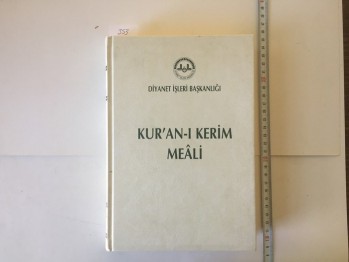 DİYANET İŞLERİ BAŞKANLIĞI
KUR'AN-I KERİM
MEÂLİ